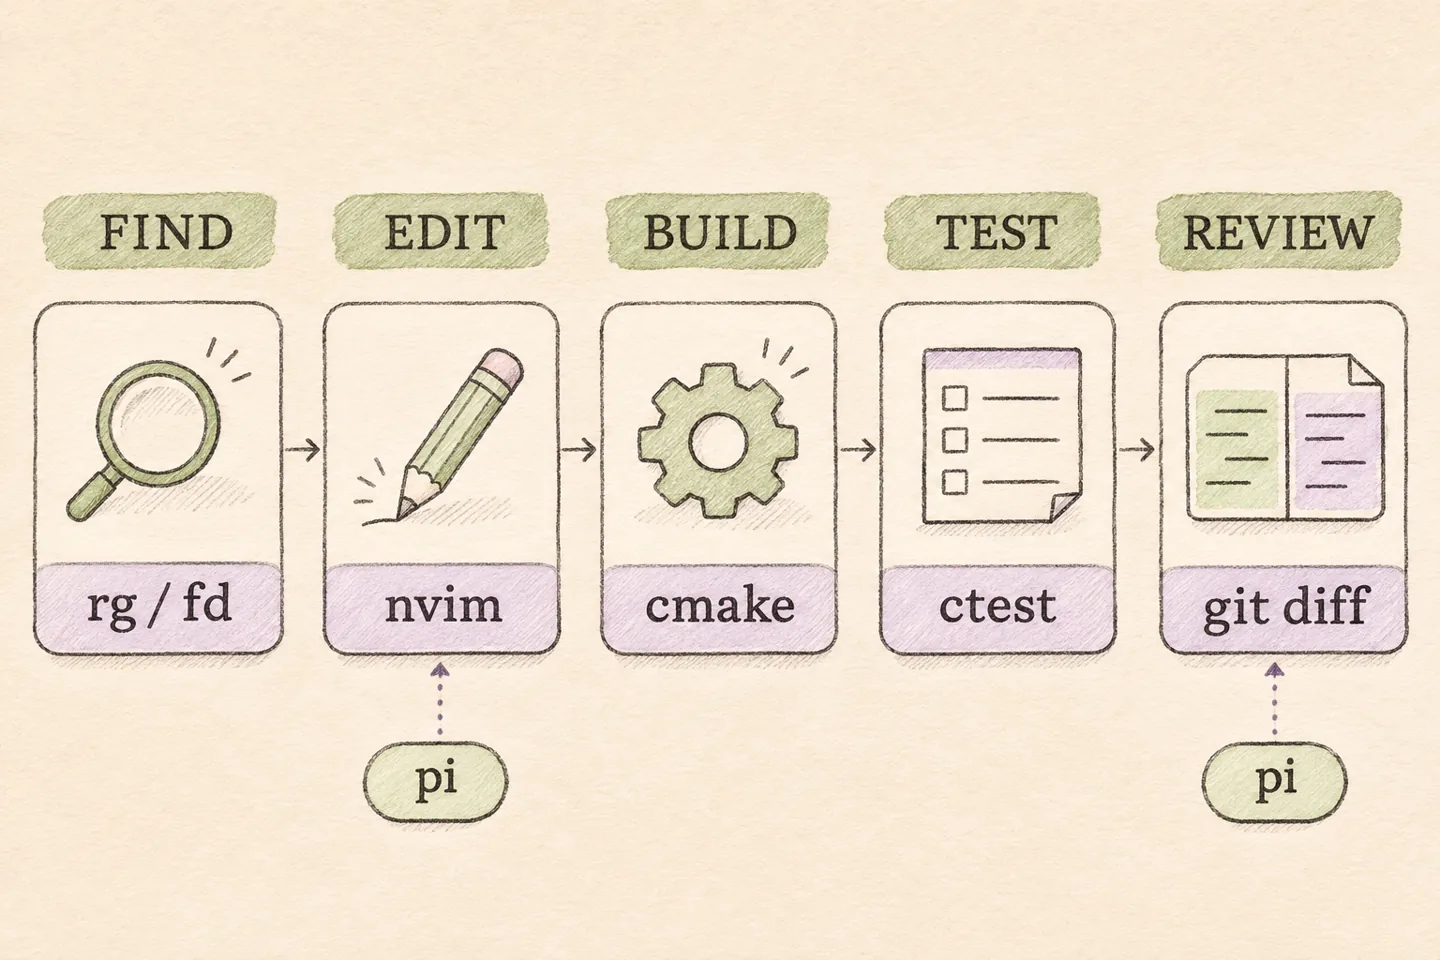 FIND
EDIT
BUILD
TEST
REVIEW
rg / fd
nvim
cmake
ctest
git diff
pi
pi